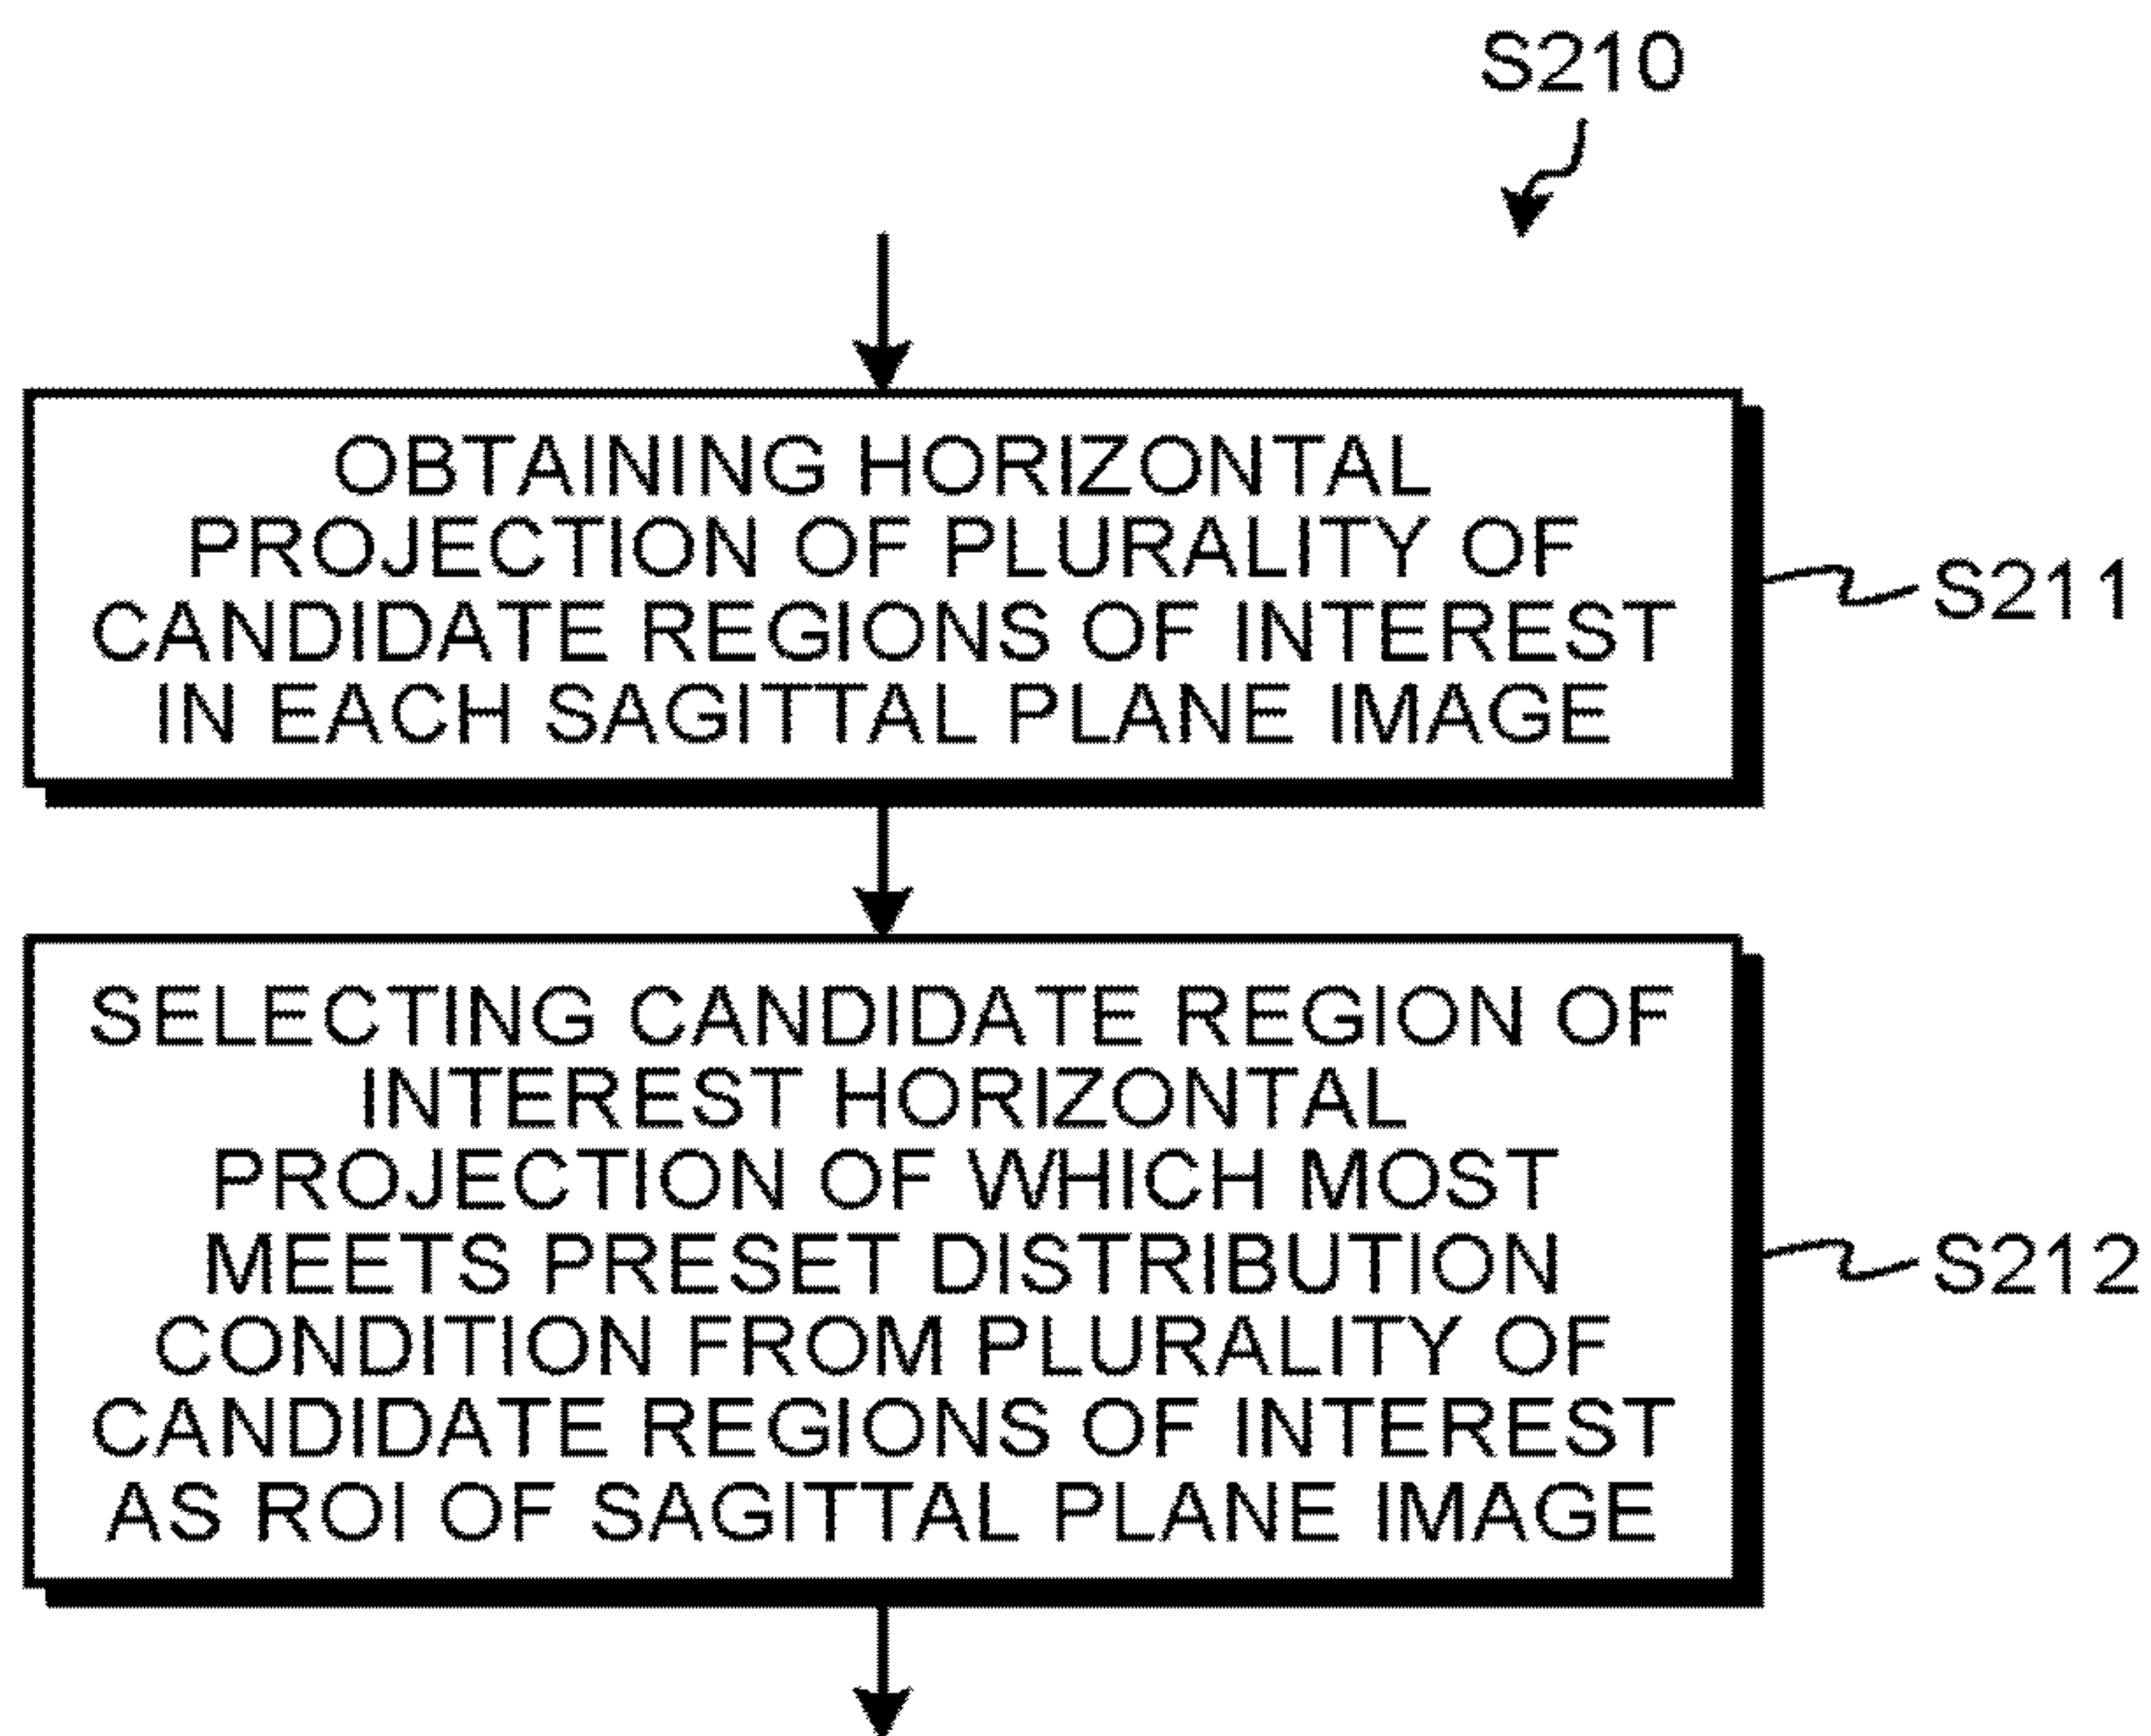 S210
OBTAINING HORIZONTAL
PROJECTION OF PLURALITY OF
CANDIDATE REGIONS OF INTEREST
IN EACH SAGITTAL PLANE IMAGE
S211
SELECTING CANDIDATE REGION OF
INTEREST HORIZONTAL
PROJECTION OF WHICH MOST
MEETS PRESET DISTRIBUTION
CONDITION FROM PLURALITY OF
CANDIDATE REGIONS OF INTEREST
AS ROI OF SAGITTAL PLANE IMAGE
S212